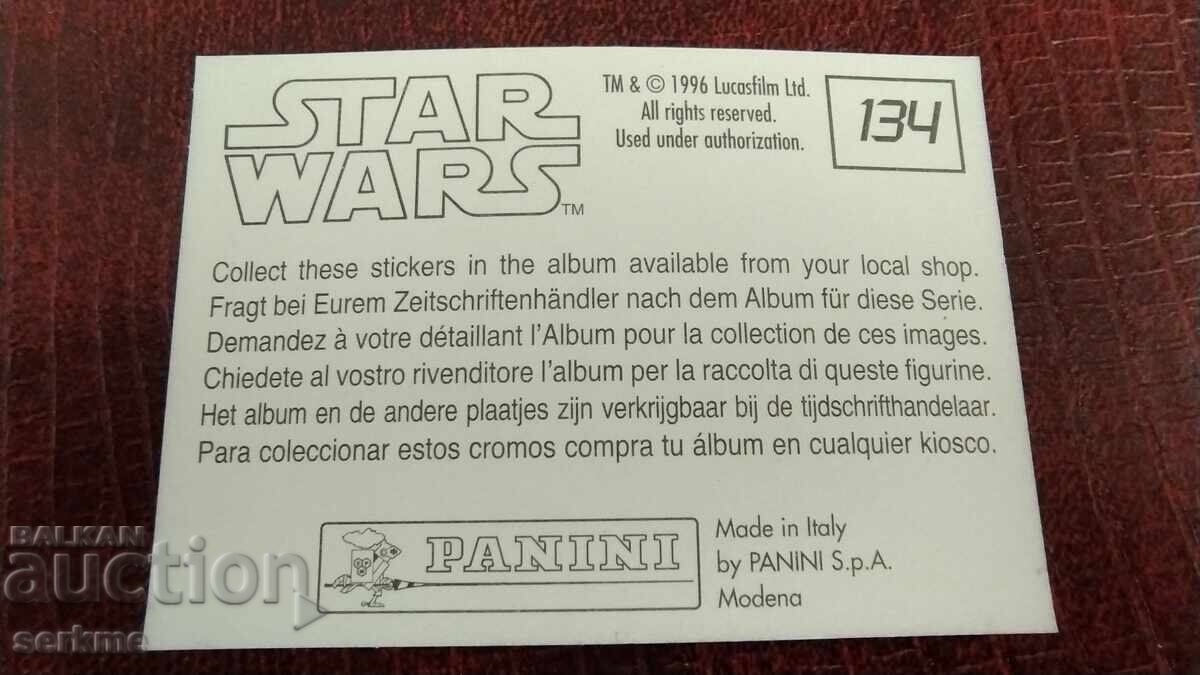 STAR
WARS TM
TM & © 1996 Lucasfilm Ltd.
All rights reserved.
Used under authorization.
134
Collect these stickers in the album available from your local shop.
Fragt bei Eurem Zeitschriftenhändler nach dem Album für diese Serie.
Demandez à votre détaillant l'Album pour la collection de ces images.
Chiedete al vostro rivenditore l'album per la raccolta di queste figurine.
Het album en de andere plaatjes zijn verkrijgbaar bij de tijdschrifthandelaar.
Para coleccionar estos cromos compra tu álbum en cualquier kiosco.
PANINI
Made in Italy
by PANINI S.p.A.
Modena
BALKAN
auction
serkme